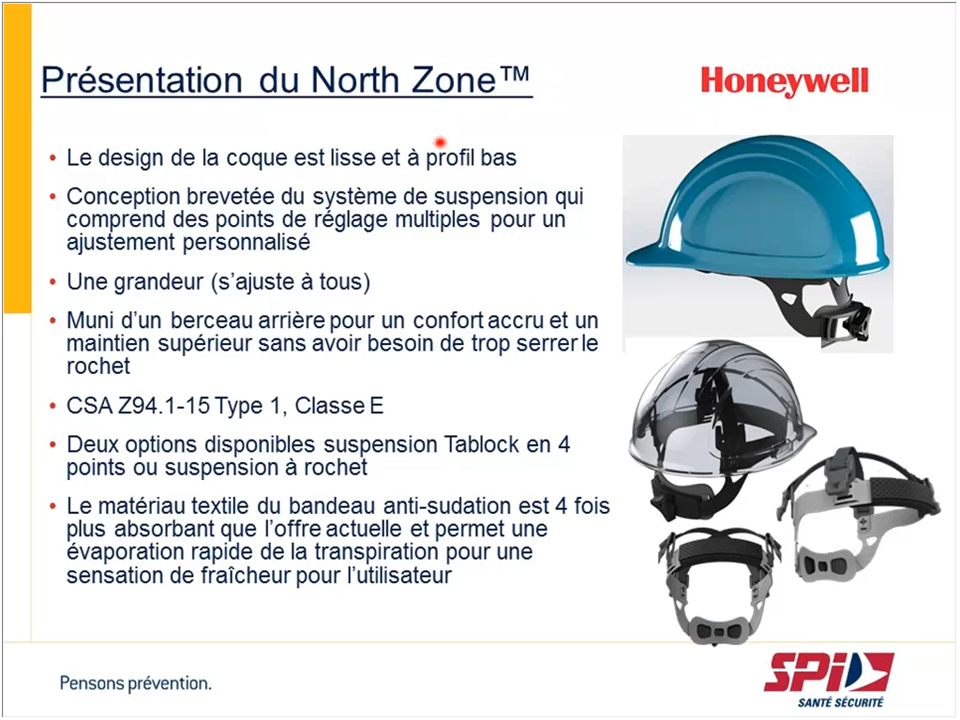 Présentation du North Zone™
Honeywell
• Le design de la coque est lisse et à profil bas
• Conception brevetée du système de suspension qui
comprend des points de réglage multiples pour un
ajustement personnalisé
• Une grandeur (s’ajuste à tous)
• Muni d’un berceau arrière pour un confort accru et un
maintien supérieur sans avoir besoin de trop serrer le
rochet
• CSA Z94.1-15 Type 1, Classe E
• Deux options disponibles suspension Tablock en 4
points ou suspension à rochet
• Le matériau textile du bandeau anti-sudation est 4 fois
plus absorbant que l’offre actuelle et permet une
évaporation rapide de la transpiration pour une
sensation de fraîcheur pour l’utilisateur
Pensons prévention.
SPI
SANTÉ SÉCURITÉ